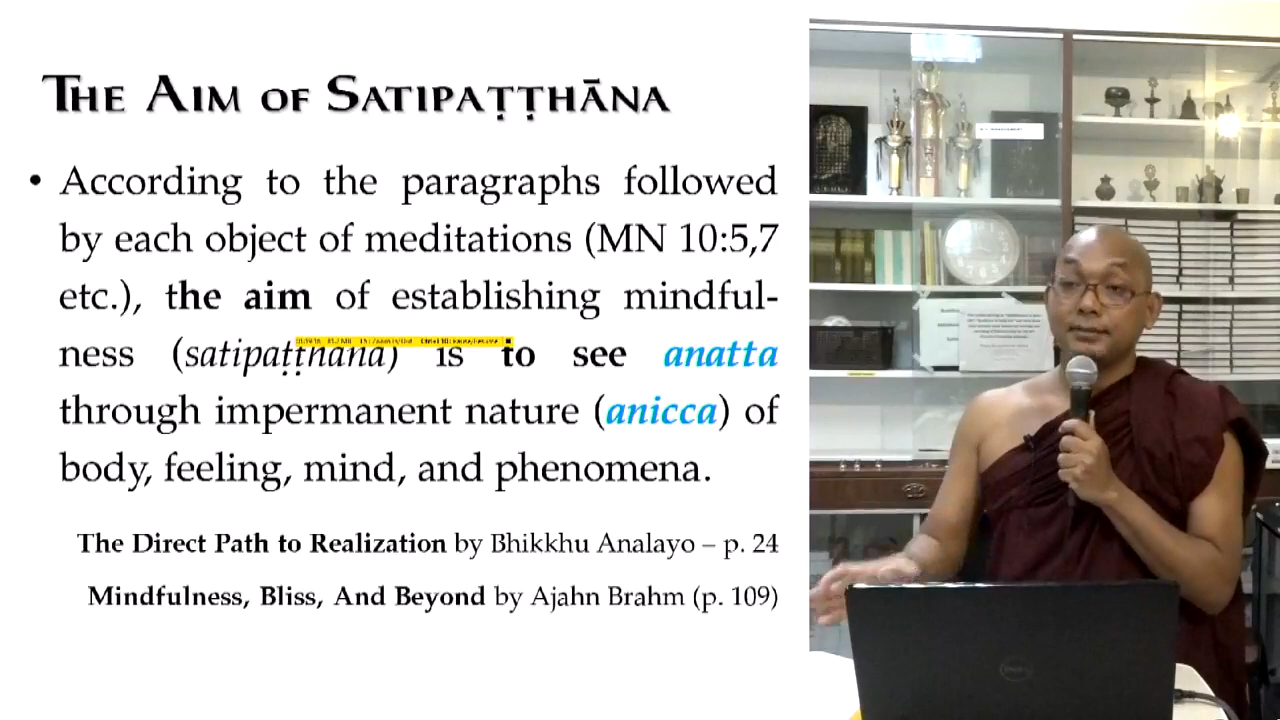 The Aim of Satipaṭṭhāna
• According to the paragraphs followed
by each object of meditations (MN 10:5,7
etc.), the aim of establishing mindful-
ness (satipaṭṭhāna) is to see anatta
through impermanent nature (anicca) of
body, feeling, mind, and phenomena.
The Direct Path to Realization by Bhikkhu Analayo – p. 24
Mindfulness, Bliss, And Beyond by Ajahn Brahm (p. 109)
DELL